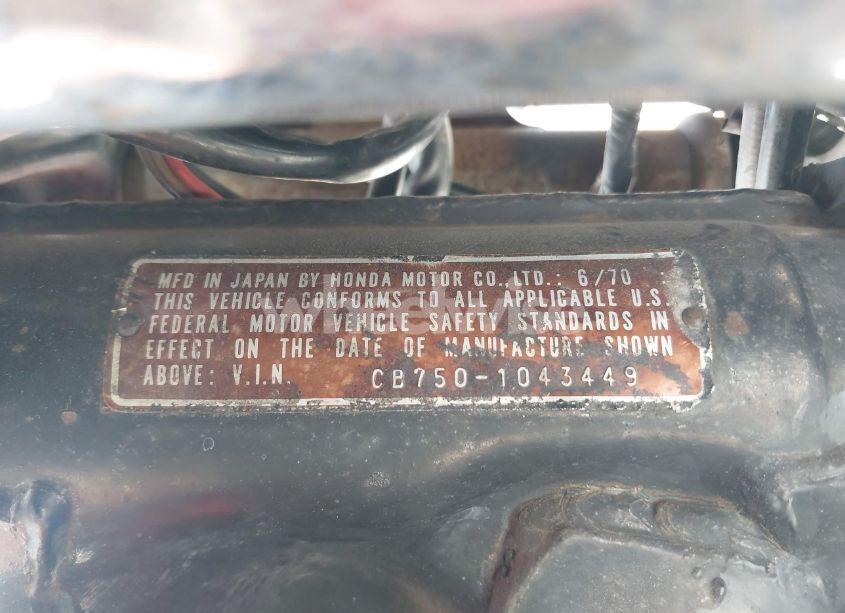 MFD IN JAPAN BY HONDA MOTOR CO.,LTD.: 6/70
THIS VEHICLE CONFORMS TO ALL APPLICABLE U.S.
FEDERAL MOTOR VEHICLE SAFETY STANDARDS IN
EFFECT ON THE DATE OF MANUFACTURE SHOWN
ABOVE: V.I.N. CB750-1043449